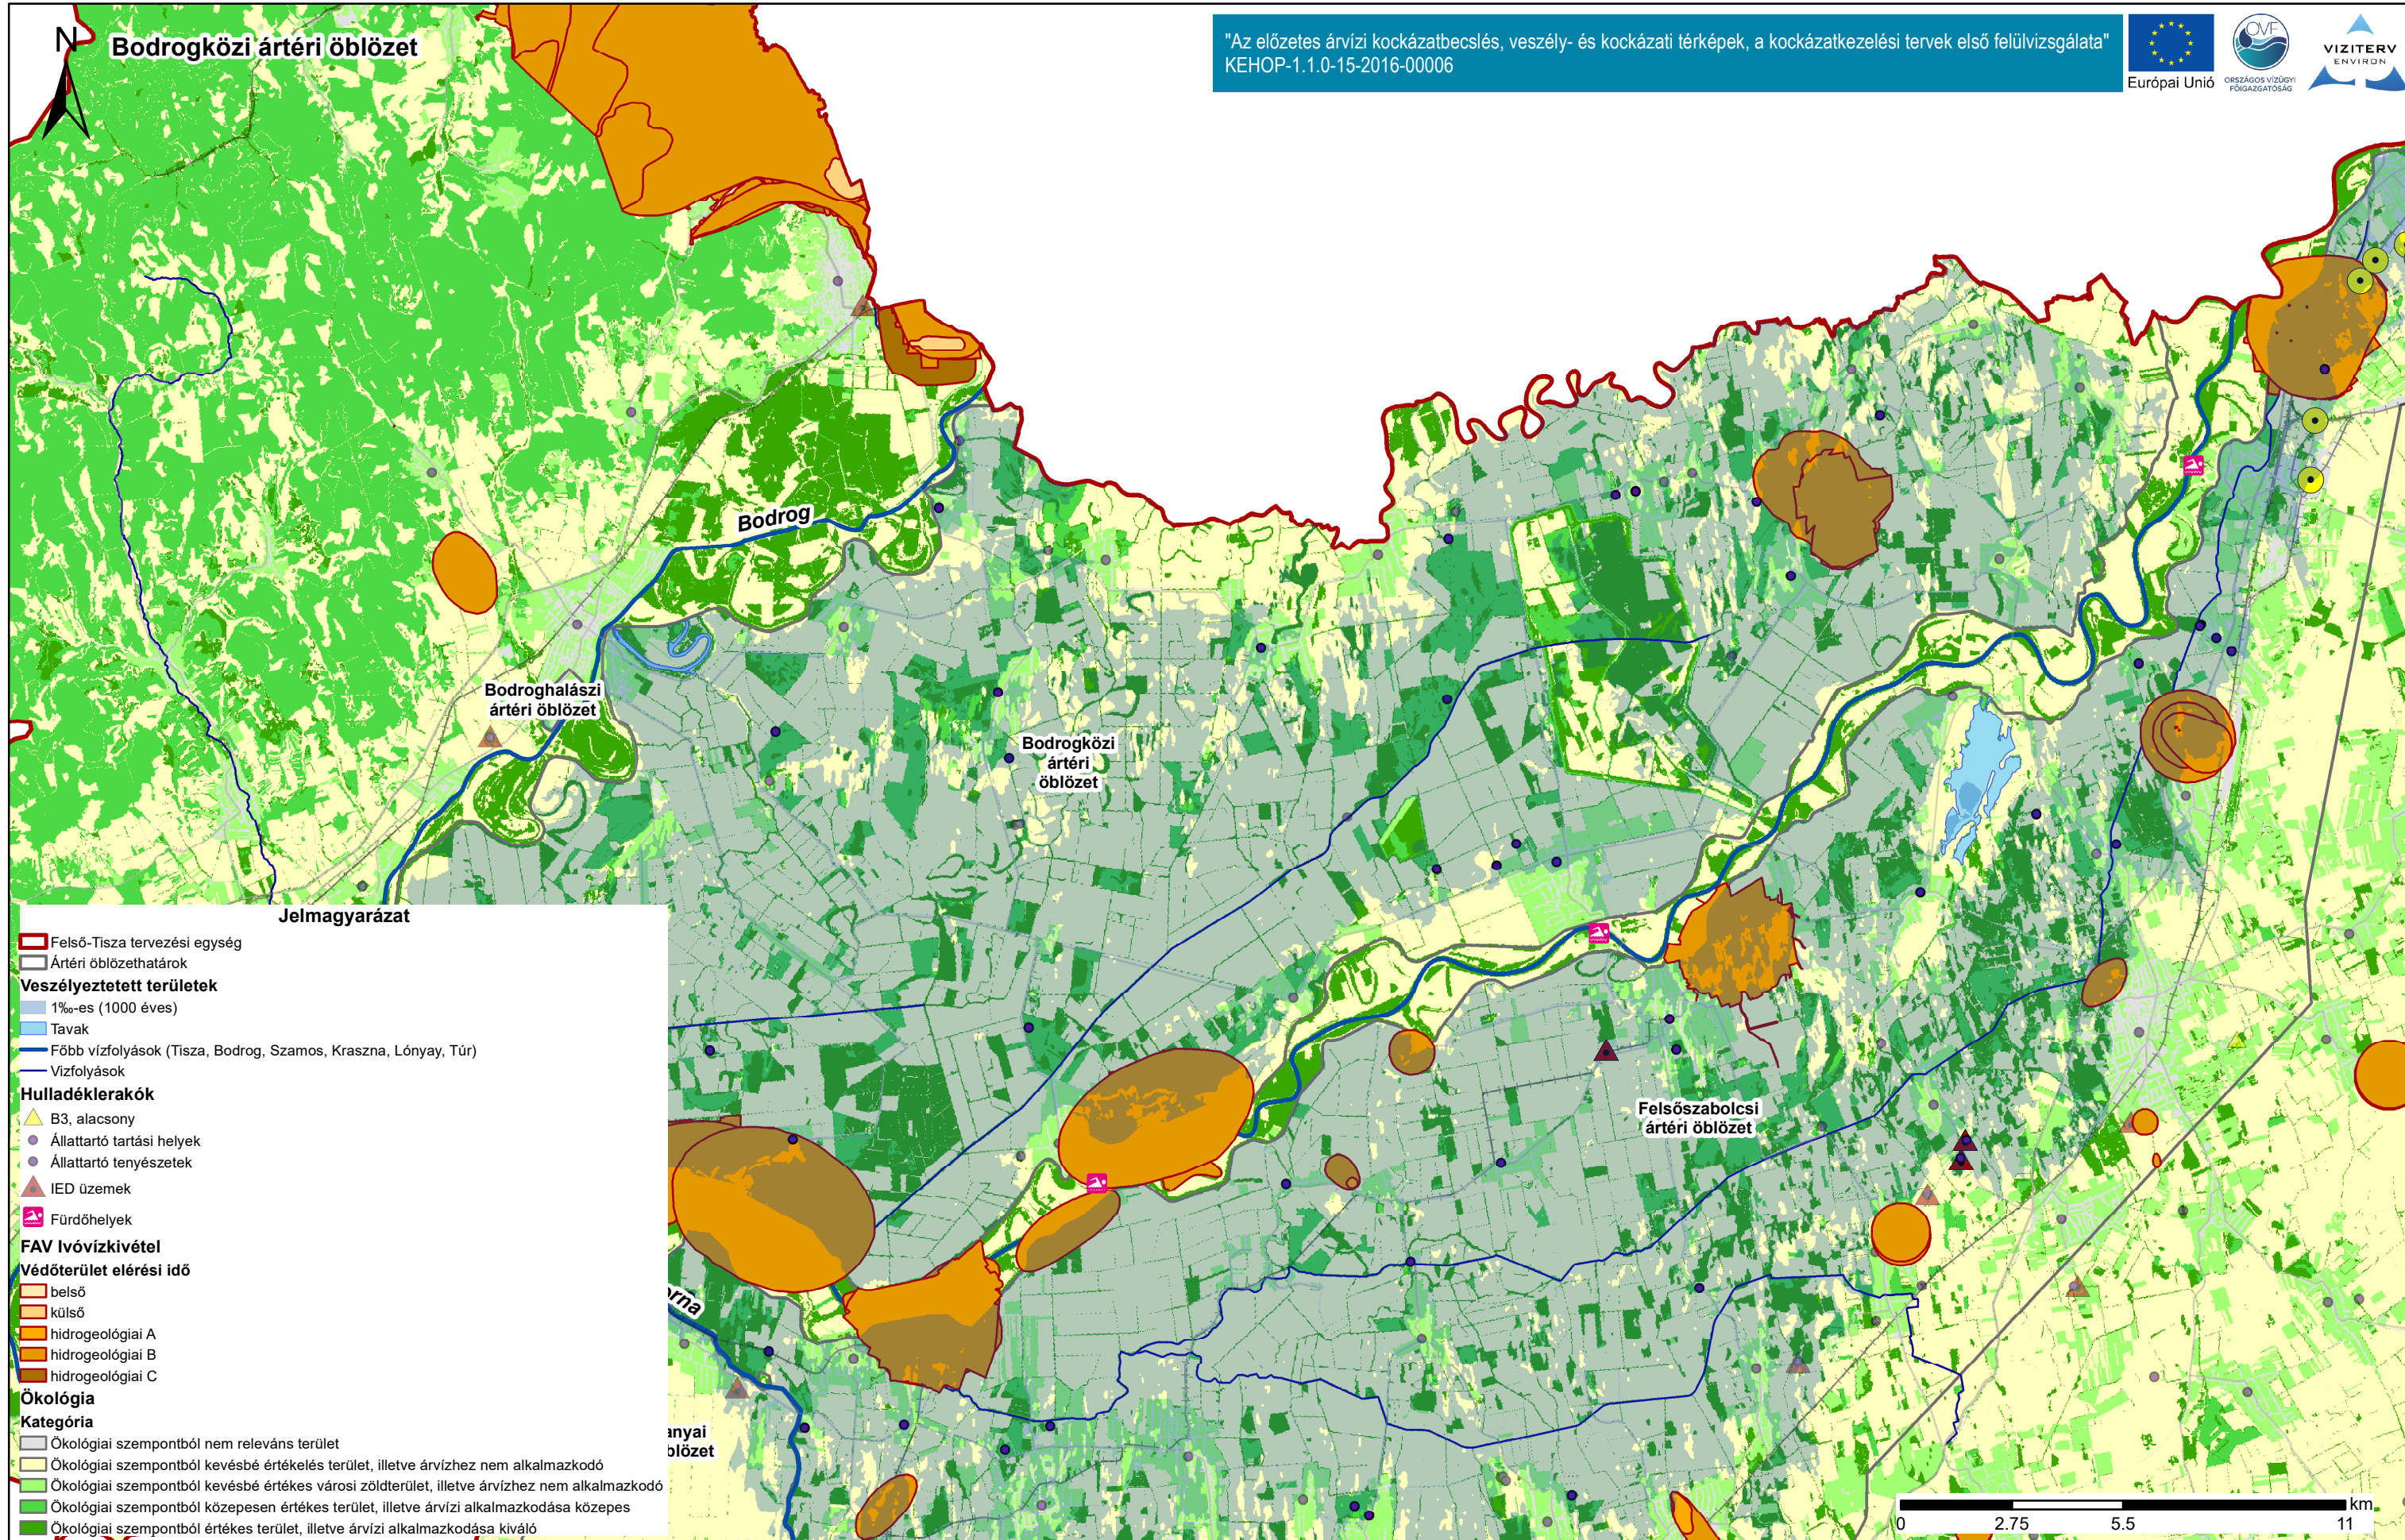 N
Bodrogközi ártéri öblözet
"Az előzetes árvízi kockázatbecslés, veszély- és kockázati térképek, a kockázatkezelési tervek első felülvizsgálata"
KEHOP-1.1.0-15-2016-00006
Európai Unió
OVF
ORSZÁGOS VÍZÜGYI
FŐIGAZGATÓSÁG
VIZITERV
ENVIRON
Bodrog
Bodroghalászi
ártéri öblözet
Bodrogközi
ártéri
öblözet
Felsőszabolcsi
ártéri öblözet
orna
anyai
blözet
Jelmagyarázat
Felső-Tisza tervezési egység
Ártéri öblözethatárok
Veszélyeztetett területek
1‰-es (1000 éves)
Tavak
Főbb vízfolyások (Tisza, Bodrog, Szamos, Kraszna, Lónyay, Túr)
Vizfolyások
Hulladéklerakók
B3, alacsony
Állattartó tartási helyek
Állattartó tenyészetek
IED üzemek
Fürdőhelyek
FAV Ivóvízkivétel
Védőterület elérési idő
belső
külső
hidrogeológiai A
hidrogeológiai B
hidrogeológiai C
Ökológia
Kategória
Ökológiai szempontból nem releváns terület
Ökológiai szempontból kevésbé értékelés terület, illetve árvízhez nem alkalmazkodó
Ökológiai szempontból kevésbé értékes városi zöldterület, illetve árvízhez nem alkalmazkodó
Ökológiai szempontból közepesen értékes terület, illetve árvízi alkalmazkodása közepes
Ökológiai szempontból értékes terület, illetve árvízi alkalmazkodása kiváló
km
0 2.75 5.5 11